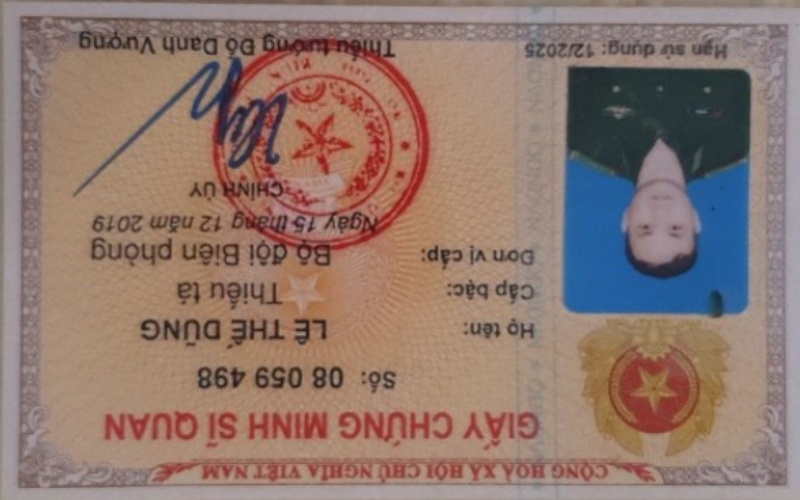 CỘNG HOÀ XÃ HỘI CHỦ NGHĨA VIỆT NAM
GIẤY CHỨNG MINH SĨ QUAN
Số: 08 059 498
Họ tên: LÊ THẾ DŨNG
Cấp bậc: Thiếu tá
Đơn vị cấp: Bộ đội Biên phòng
Ngày 15 tháng 12 năm 2019
CHÍNH ỦY
Thiếu tướng Đỗ Danh Vượng
Hạn sử dụng: 12/2025